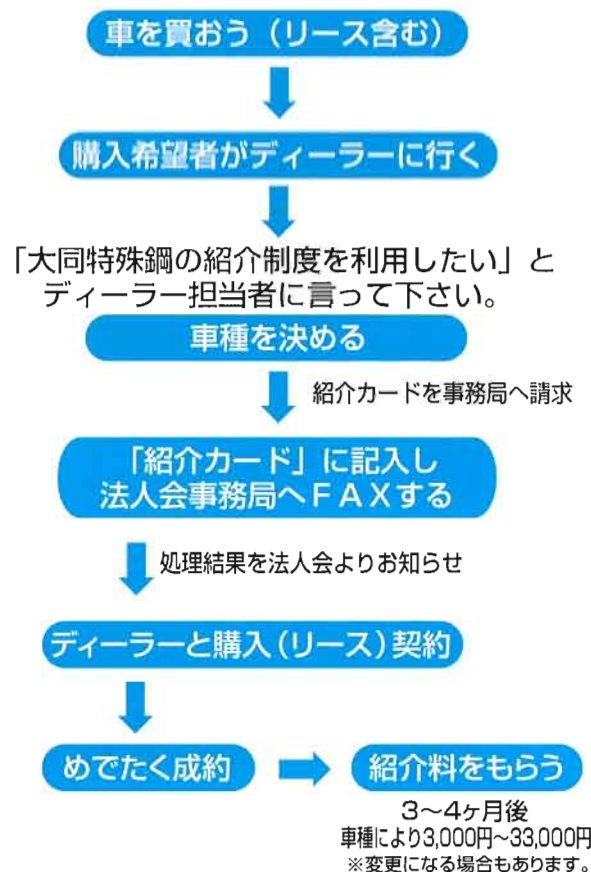 車を買おう（リース含む）
購入希望者がディーラーに行く
「大同特殊鋼の紹介制度を利用したい」と
ディーラー担当者に言って下さい。
車種を決める
紹介カードを事務局へ請求
「紹介カード」に記入し
法人会事務局へＦＡＸする
処理結果を法人会よりお知らせ
ディーラーと購入（リース）契約
めでたく成約
紹介料をもらう
3～4ヶ月後
車種により3,000円～33,000円
※変更になる場合もあります。